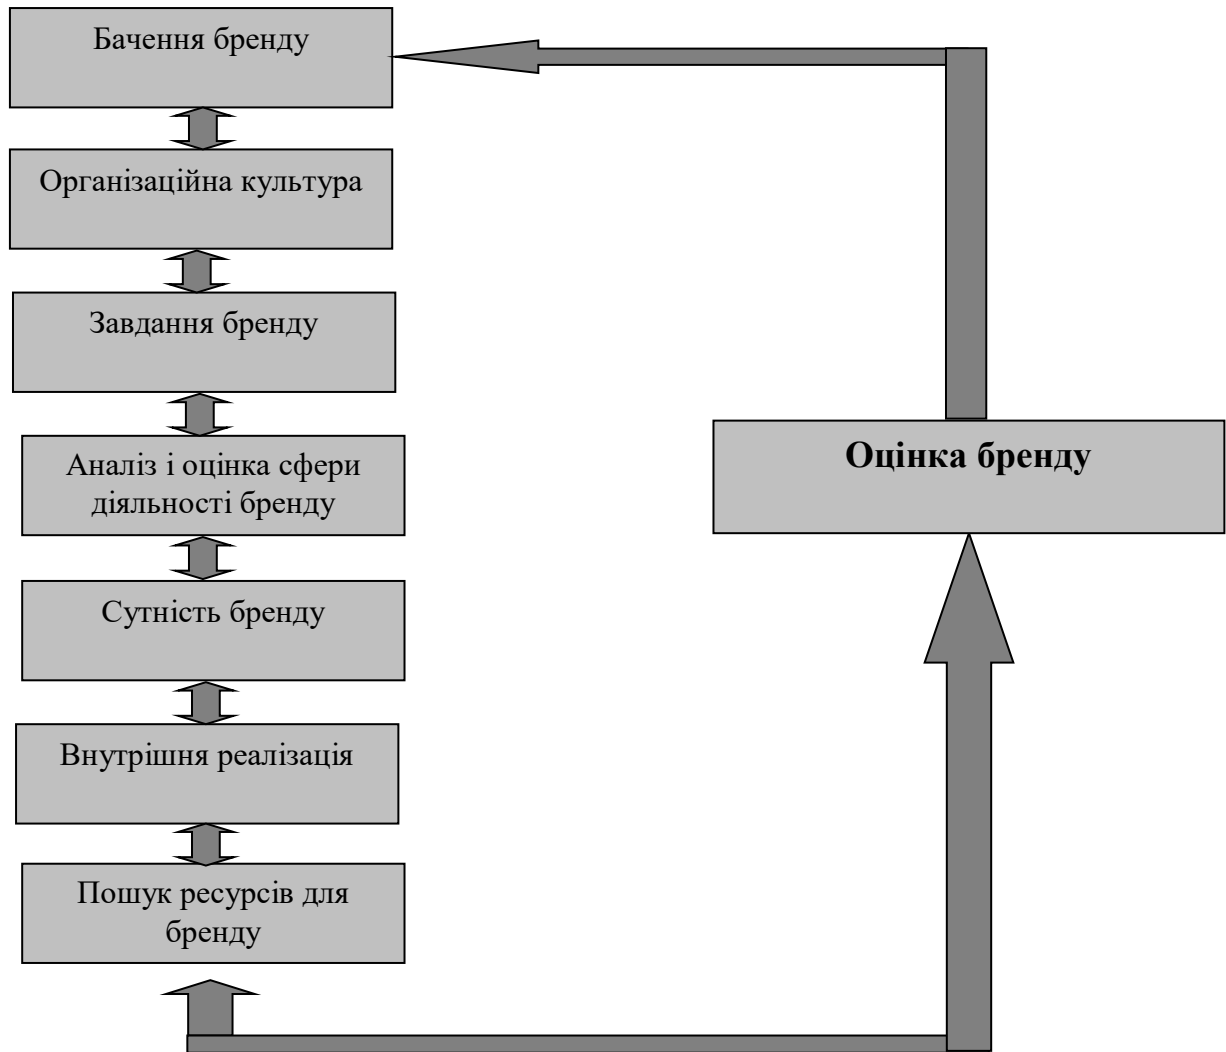 Бачення бренду
Організаційна культура
Завдання бренду
Аналіз і оцінка сфери
діяльності бренду
Оцінка бренду
Сутність бренду
Внутрішня реалізація
Пошук ресурсів для
бренду